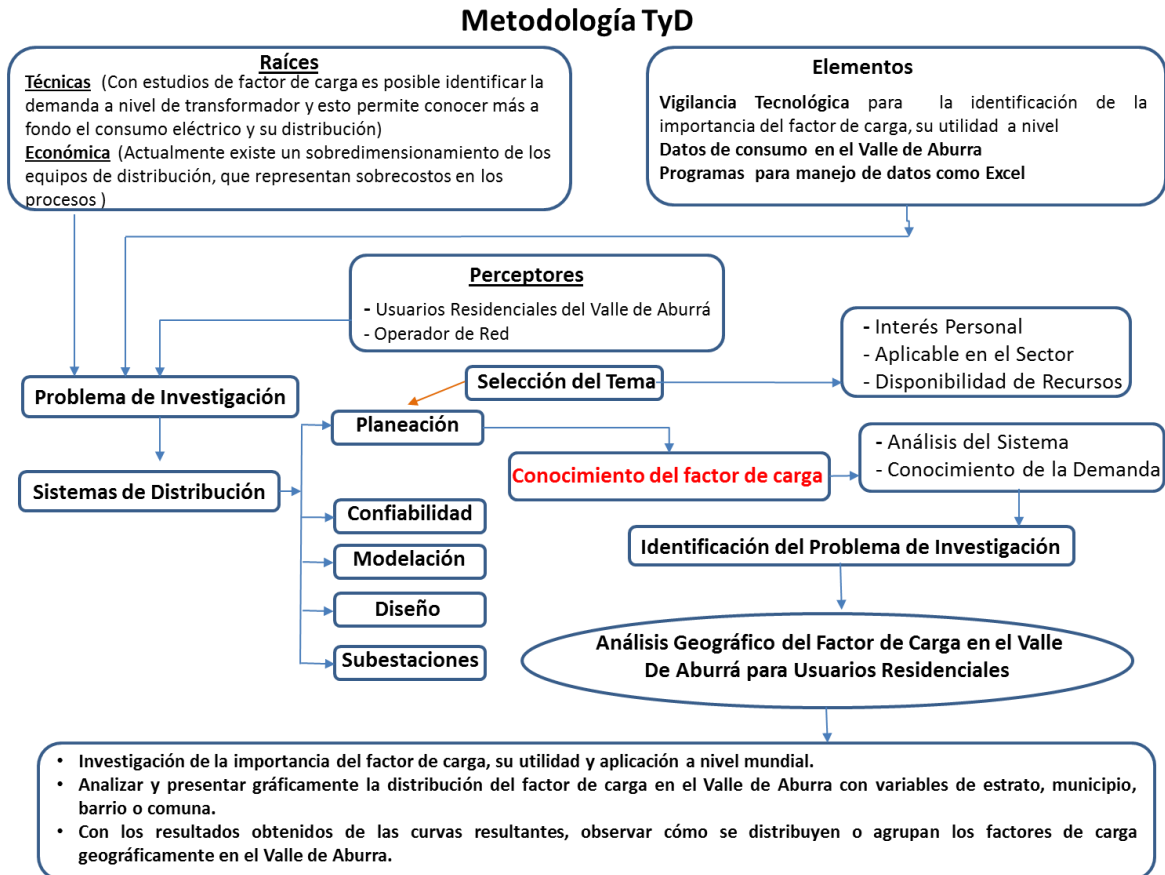 Metodología TyD
Raíces
Técnicas (Con estudios de factor de carga es posible identificar la
demanda a nivel de transformador y esto permite conocer más a
fondo el consumo eléctrico y su distribución)
Económica (Actualmente existe un sobredimensionamiento de los
equipos de distribución, que representan sobrecostos en los
procesos )
Elementos
Vigilancia Tecnológica para la identificación de la
importancia del factor de carga, su utilidad a nivel
Datos de consumo en el Valle de Aburra
Programas para manejo de datos como Excel
Perceptores
- Usuarios Residenciales del Valle de Aburrá
- Operador de Red
- Interés Personal
- Aplicable en el Sector
- Disponibilidad de Recursos
Selección del Tema
Problema de Investigación
Planeación
Conocimiento del factor de carga
- Análisis del Sistema
- Conocimiento de la Demanda
Sistemas de Distribución
Confiabilidad
Modelación
Diseño
Subestaciones
Identificación del Problema de Investigación
Análisis Geográfico del Factor de Carga en el Valle
De Aburrá para Usuarios Residenciales
• Investigación de la importancia del factor de carga, su utilidad y aplicación a nivel mundial.
• Analizar y presentar gráficamente la distribución del factor de carga en el Valle de Aburra con variables de estrato, municipio,
barrio o comuna.
• Con los resultados obtenidos de las curvas resultantes, observar cómo se distribuyen o agrupan los factores de carga
geográficamente en el Valle de Aburra.